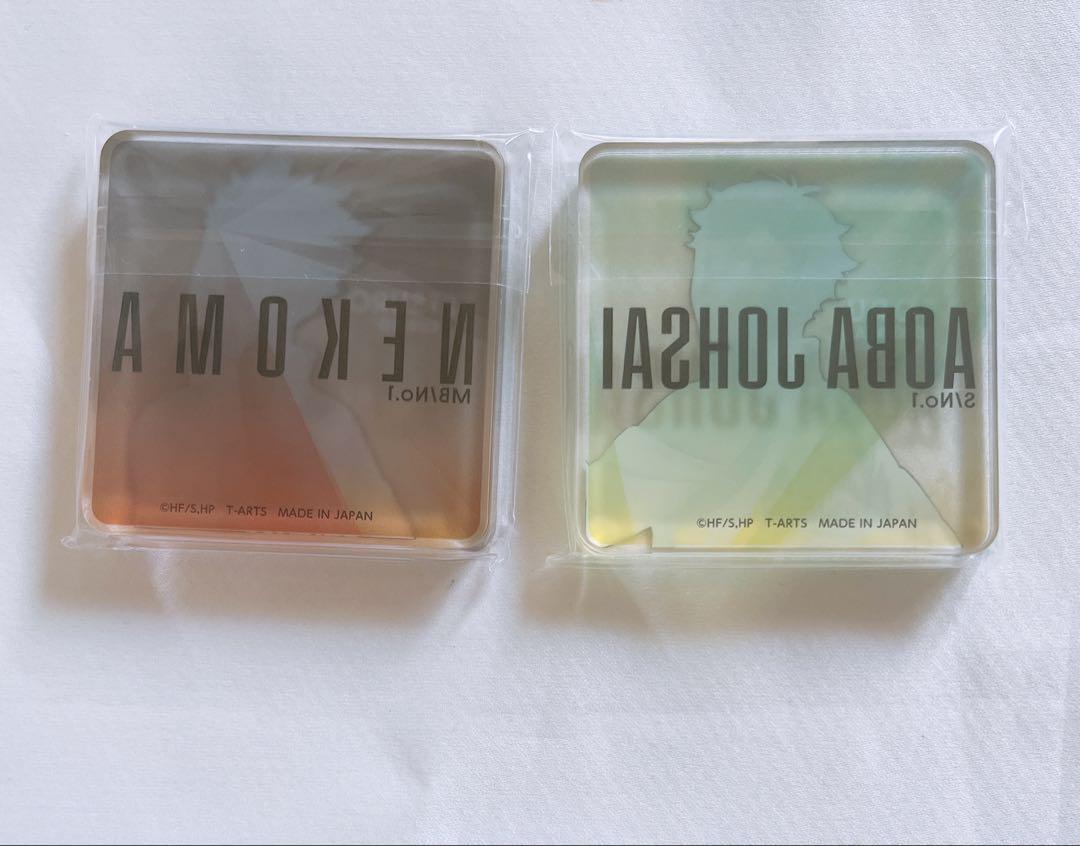 NEKOMA
MB/No.1
©HF/S,HP T-ARTS MADE IN JAPAN
AOBA JOHSAI
S/No.1
©HF/S,HP T-ARTS MADE IN JAPAN